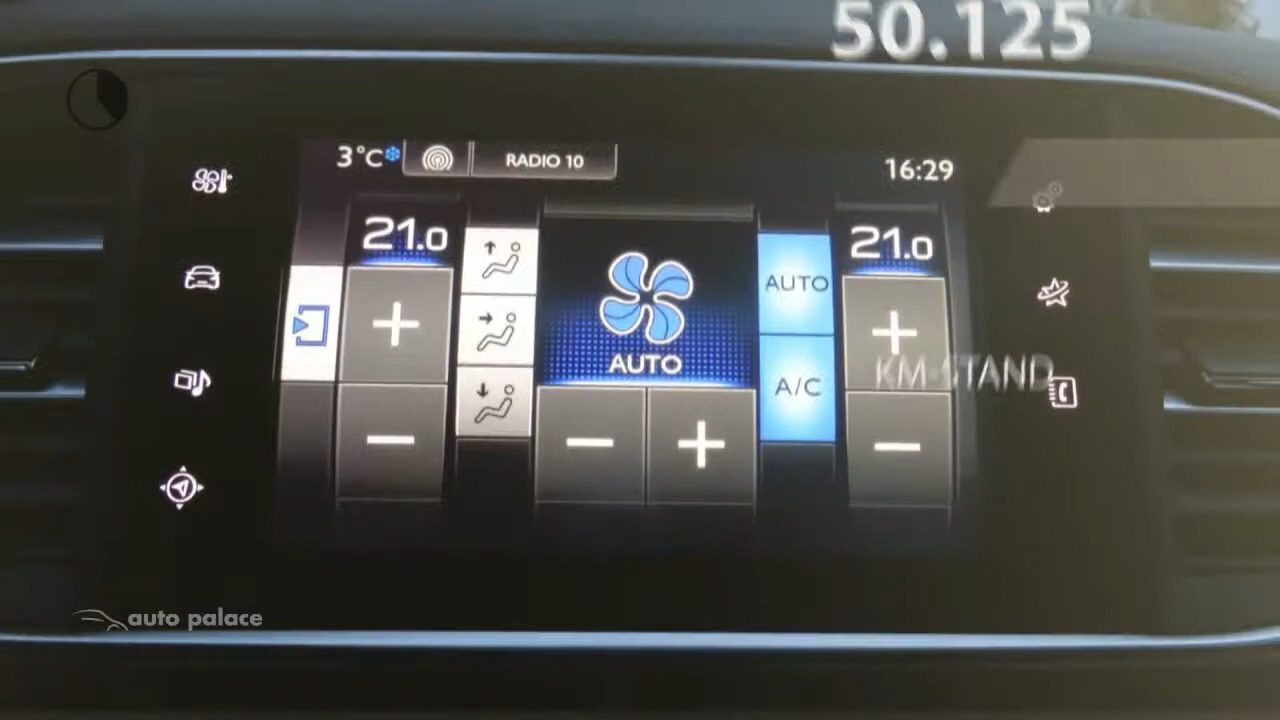 50.125
3°C
RADIO 10
16:29
21.0
21.0
AUTO
AUTO
A/C
KM-STAND
auto palace